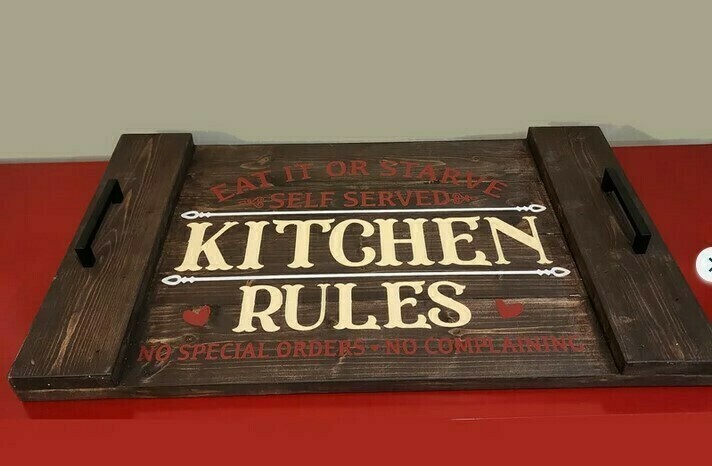 EAT IT OR STARVE
SELF SERVED
KITCHEN
RULES
NO SPECIAL ORDERS • NO COMPLAINING